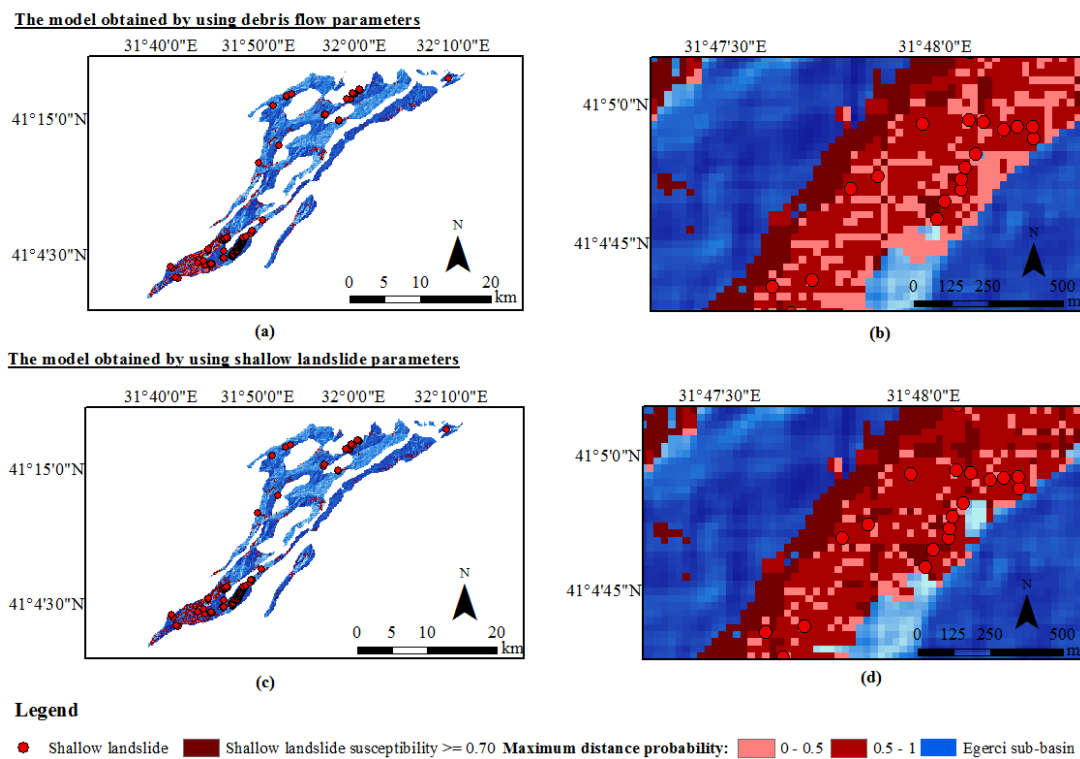 The model obtained by using debris flow parameters
31°40'0"E 31°50'0"E 32°0'0"E 32°10'0"E
31°47'30"E 31°48'0"E
41°15'0"N
41°4'30"N
N
0 5 10 20
km
41°5'0"N
41°4'45"N
N
0 125 250 500
m
(a)
(b)
The model obtained by using shallow landslide parameters
31°40'0"E 31°50'0"E 32°0'0"E 32°10'0"E
31°47'30"E 31°48'0"E
41°15'0"N
41°4'30"N
N
0 5 10 20
km
41°5'0"N
41°4'45"N
N
0 125 250 500
m
(c)
(d)
Legend
Shallow landslide Shallow landslide susceptibility >= 0.70 Maximum distance probability: 0 - 0.5 0.5 - 1 Egerci sub-basin